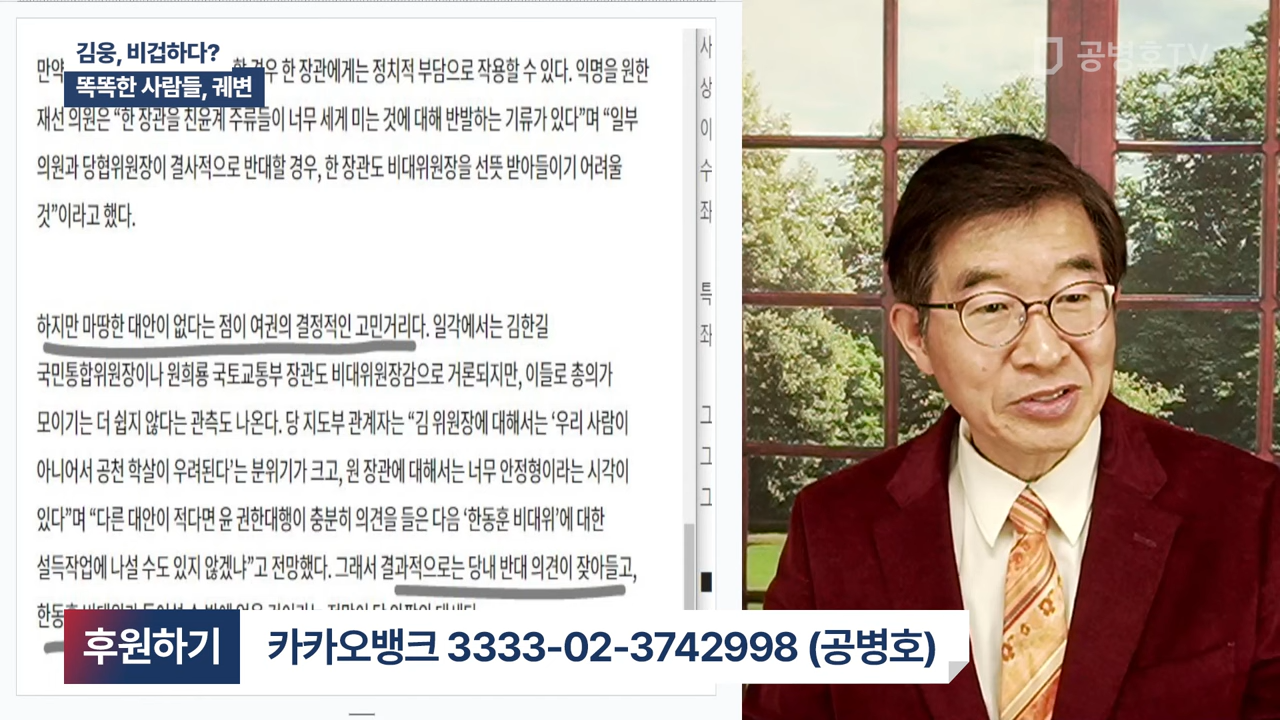 김웅, 비겁하다?
똑똑한 사람들, 궤변
공병호TV
만약 할 경우 한 장관에게는 정치적 부담으로 작용할 수 있다. 익명을 원한
재선 의원은 “한 장관을 친윤계 주류들이 너무 세게 미는 것에 대해 반발하는 기류가 있다”며 “일부
의원과 당협위원장이 결사적으로 반대할 경우, 한 장관도 비대위원장을 선뜻 받아들이기 어려울
것”이라고 했다.
하지만 마땅한 대안이 없다는 점이 여권의 결정적인 고민거리다. 일각에서는 김한길
국민통합위원장이나 원희룡 국토교통부 장관도 비대위원장감으로 거론되지만, 이들로 총의가
모이기는 더 쉽지 않다는 관측도 나온다. 당 지도부 관계자는 “김 위원장에 대해서는 ‘우리 사람이
아니어서 공천 학살이 우려된다’는 분위기가 크고, 원 장관에 대해서는 너무 안정형이라는 시각이
있다”며 “다른 대안이 적다면 윤 권한대행이 충분히 의견을 들은 다음 ‘한동훈 비대위’에 대한
설득작업에 나설 수도 있지 않겠냐”고 전망했다. 그래서 결과적으로는 당내 반대 의견이 잦아들고,
사
상
이
수
좌
특
좌
그
그
그
후원하기
카카오뱅크 3333-02-3742998 (공병호)